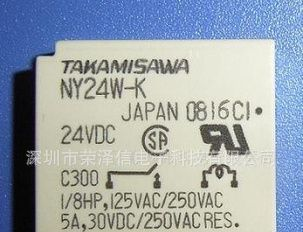 TAKAMISAWA
NY24W-K
JAPAN 0816C1
24VDC
深圳市荣泽信电子科技有限公司
C300
1/8HP, 125VAC/250VAC
5A, 30VDC/250VAC RES.